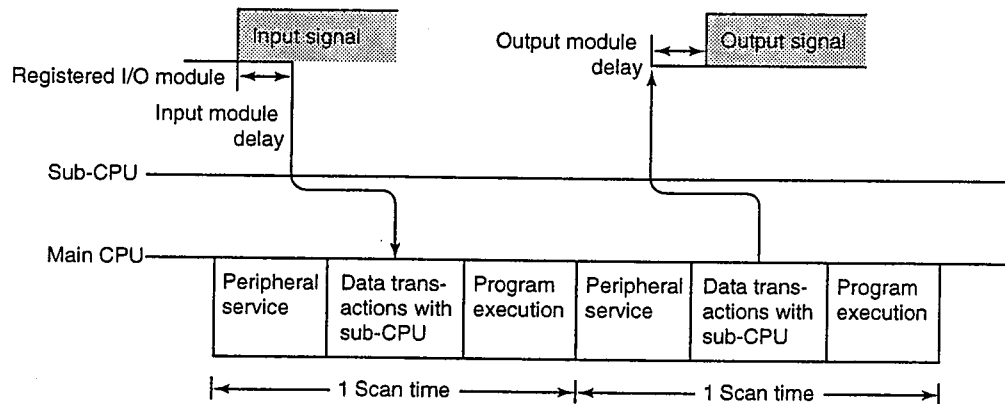 Input signal
Output module
delay
Output signal
Registered I/O module
Input module
delay
Sub-CPU
Main CPU
Peripheral
service
Data trans-
actions with
sub-CPU
Program
execution
Peripheral
service
Data trans-
actions with
sub-CPU
Program
execution
1 Scan time
1 Scan time